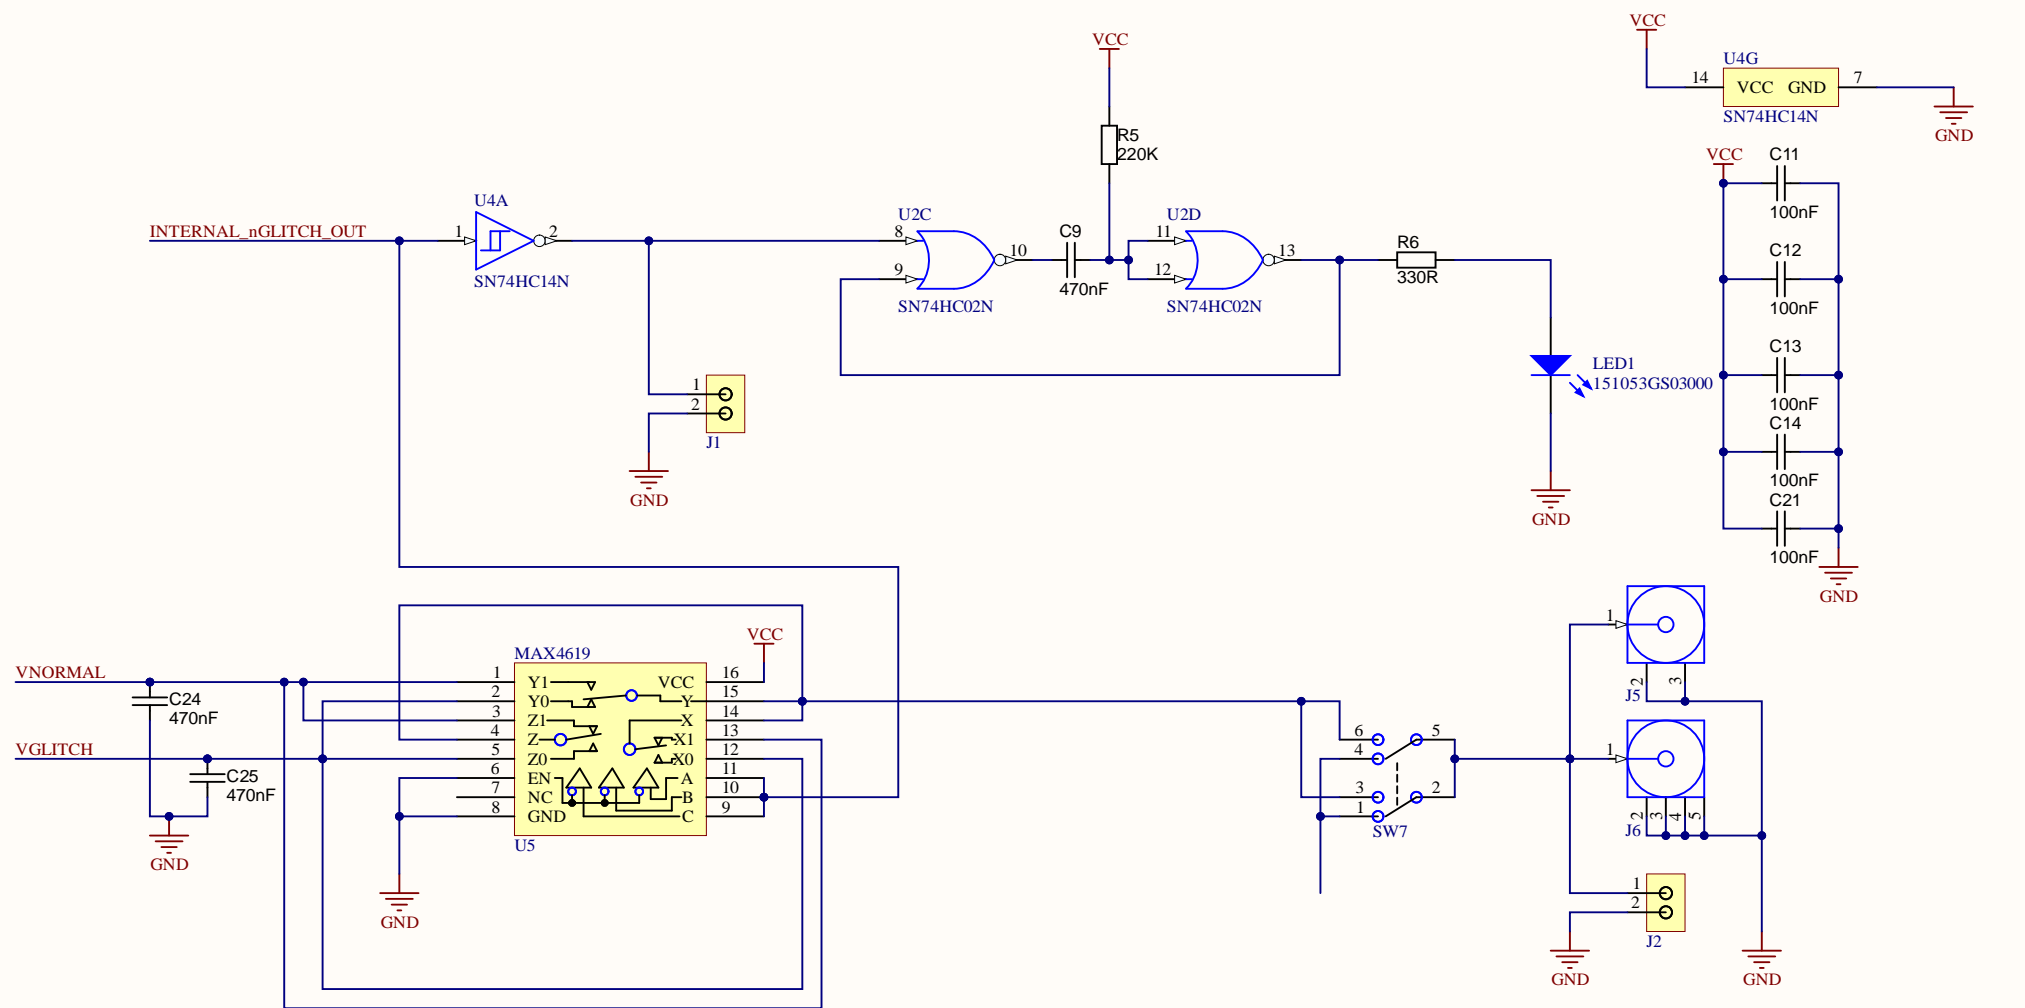 VCC
U4G
14 VCC GND 7
SN74HC14N
GND
VCC
R5
220K
U4A
INTERNAL_nGLITCH_OUT
1 2
SN74HC14N
U2C
8
9
10
SN74HC02N
C9
470nF
U2D
11
12
13
SN74HC02N
R6
330R
LED1
151053GS03000
GND
VCC
C11
100nF
C12
100nF
C13
100nF
C14
100nF
C21
100nF
GND
1
2
J1
GND
VCC
MAX4619
VNORMAL
C24
470nF
VGLITCH
C25
470nF
GND
1 Y1 VCC 16
2 Y0 Y 15
3 Z1 X 14
4 Z X1 13
5 Z0 X0 12
6 EN A 11
7 NC B 10
8 GND C 9
U5
GND
6 5
4
3 2
1
SW7
1
2 3
J5
1
2 3 4 5
J6
1
2
J2
GND
GND